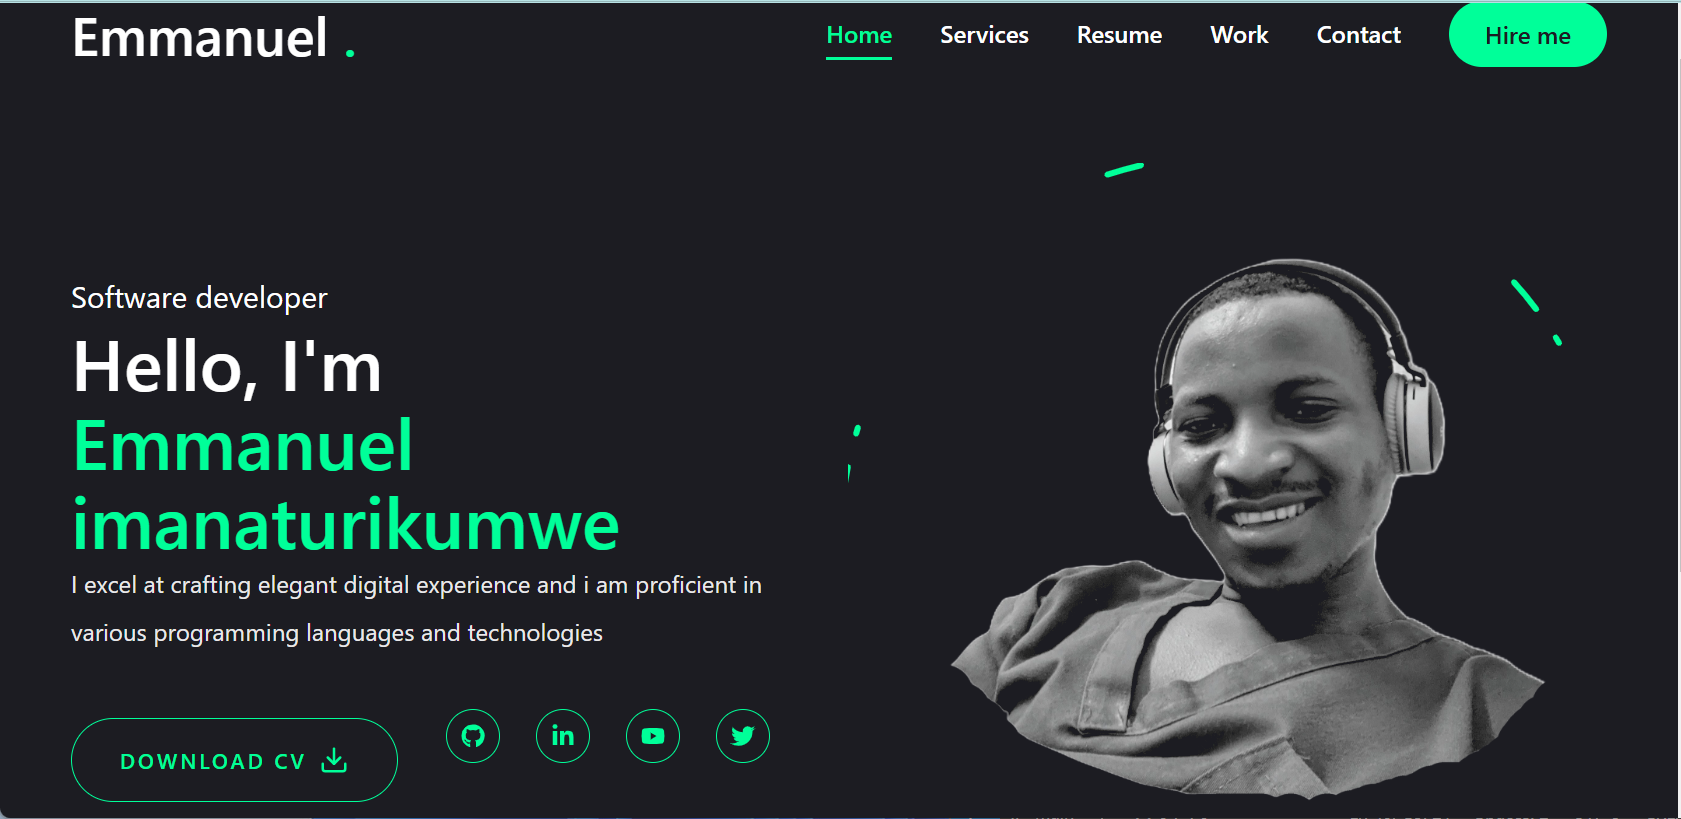 Emmanuel .
Home Services Resume Work Contact Hire me
Software developer
Hello, I'm
Emmanuel
imanaturikumwe
I excel at crafting elegant digital experience and i am proficient in
various programming languages and technologies
DOWNLOAD CV
in